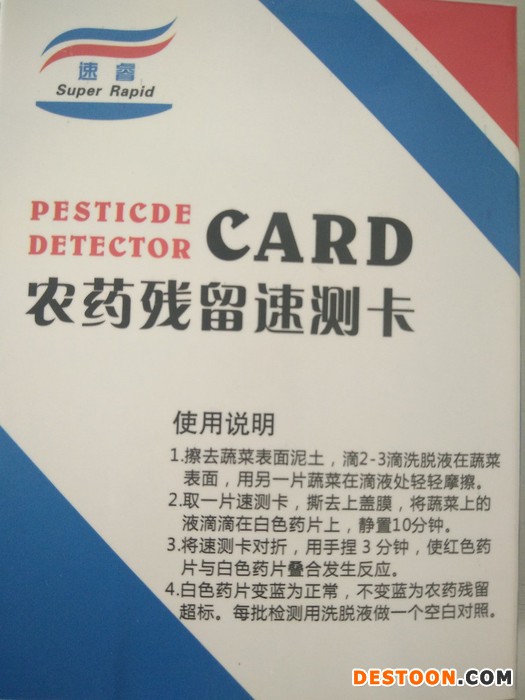 速睿
Super Rapid
PESTICDE
DETECTOR CARD
农药残留速测卡
使用说明
1.擦去蔬菜表面泥土，滴2-3滴洗脱液在蔬菜
表面，用另一片蔬菜在滴液处轻轻摩擦。
2.取一片速测卡，撕去上盖膜，将蔬菜上的
液滴滴在白色药片上，静置10分钟。
3.将速测卡对折，用手捏3分钟，使红色药
片与白色药片叠合发生反应。
4.白色药片变蓝为正常，不变蓝为农药残留
超标。每批检测用洗脱液做一个空白对照。
DESTOON.COM